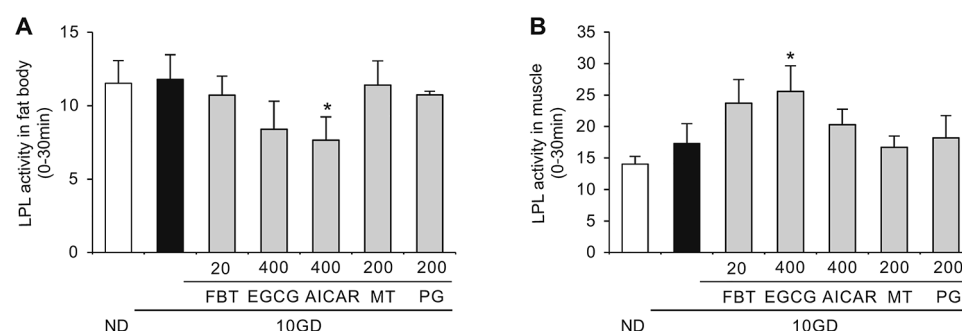 A
LPL activity in fat body
(0-30min)
15
10
5
0
20 400 400 200 200
FBT EGCG AICAR MT PG
ND 10GD
*
B
LPL activity in muscle
(0-30min)
35
30
25
20
15
10
5
0
20 400 400 200 200
FBT EGCG AICAR MT PG
ND 10GD
*